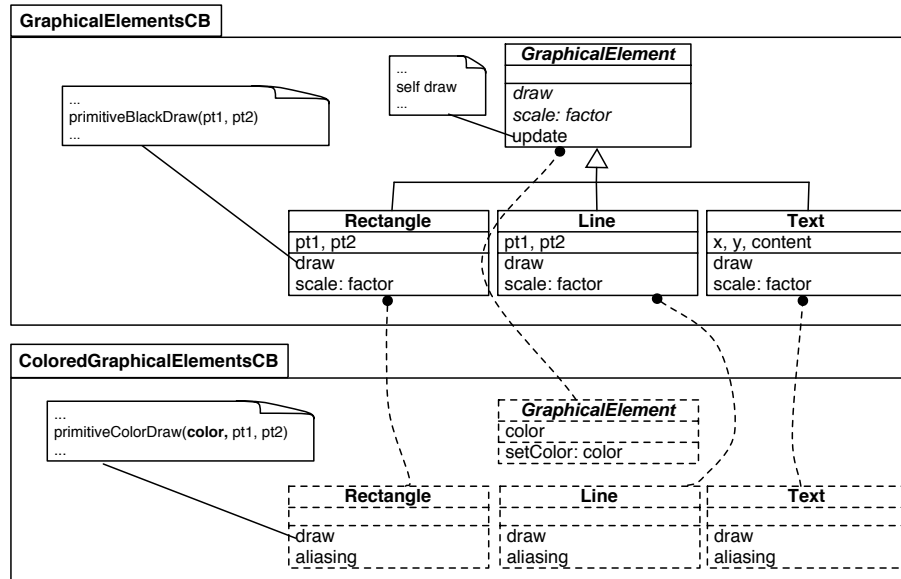 GraphicalElementsCB
GraphicalElement
...
self draw
...
draw
scale: factor
update
...
primitiveBlackDraw(pt1, pt2)
...
Rectangle
pt1, pt2
draw
scale: factor
Line
pt1, pt2
draw
scale: factor
Text
x, y, content
draw
scale: factor
ColoredGraphicalElementsCB
...
primitiveColorDraw(color, pt1, pt2)
...
GraphicalElement
color
setColor: color
Rectangle
draw
aliasing
Line
draw
aliasing
Text
draw
aliasing